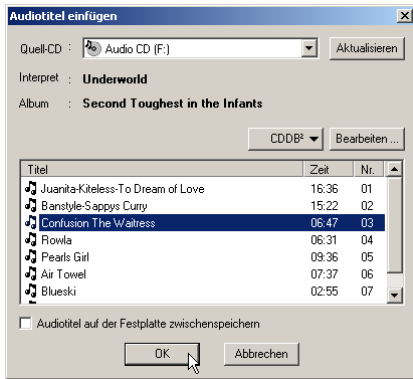 Audiotitel einfügen
Quell-CD : Audio CD (F:) Aktualisieren
Interpret : Underworld
Album : Second Toughest in the Infants
CDDB² Bearbeiten ...
Titel Zeit Nr.
Juanita-Kiteless-To Dream of Love 16:36 01
Banstyle-Sappys Curry 15:22 02
Confusion The Waitress 06:47 03
Rowla 06:31 04
Pearls Girl 09:36 05
Air Towel 07:37 06
Blueski 02:55 07
Audiotitel auf der Festplatte zwischenspeichern
OK Abbrechen